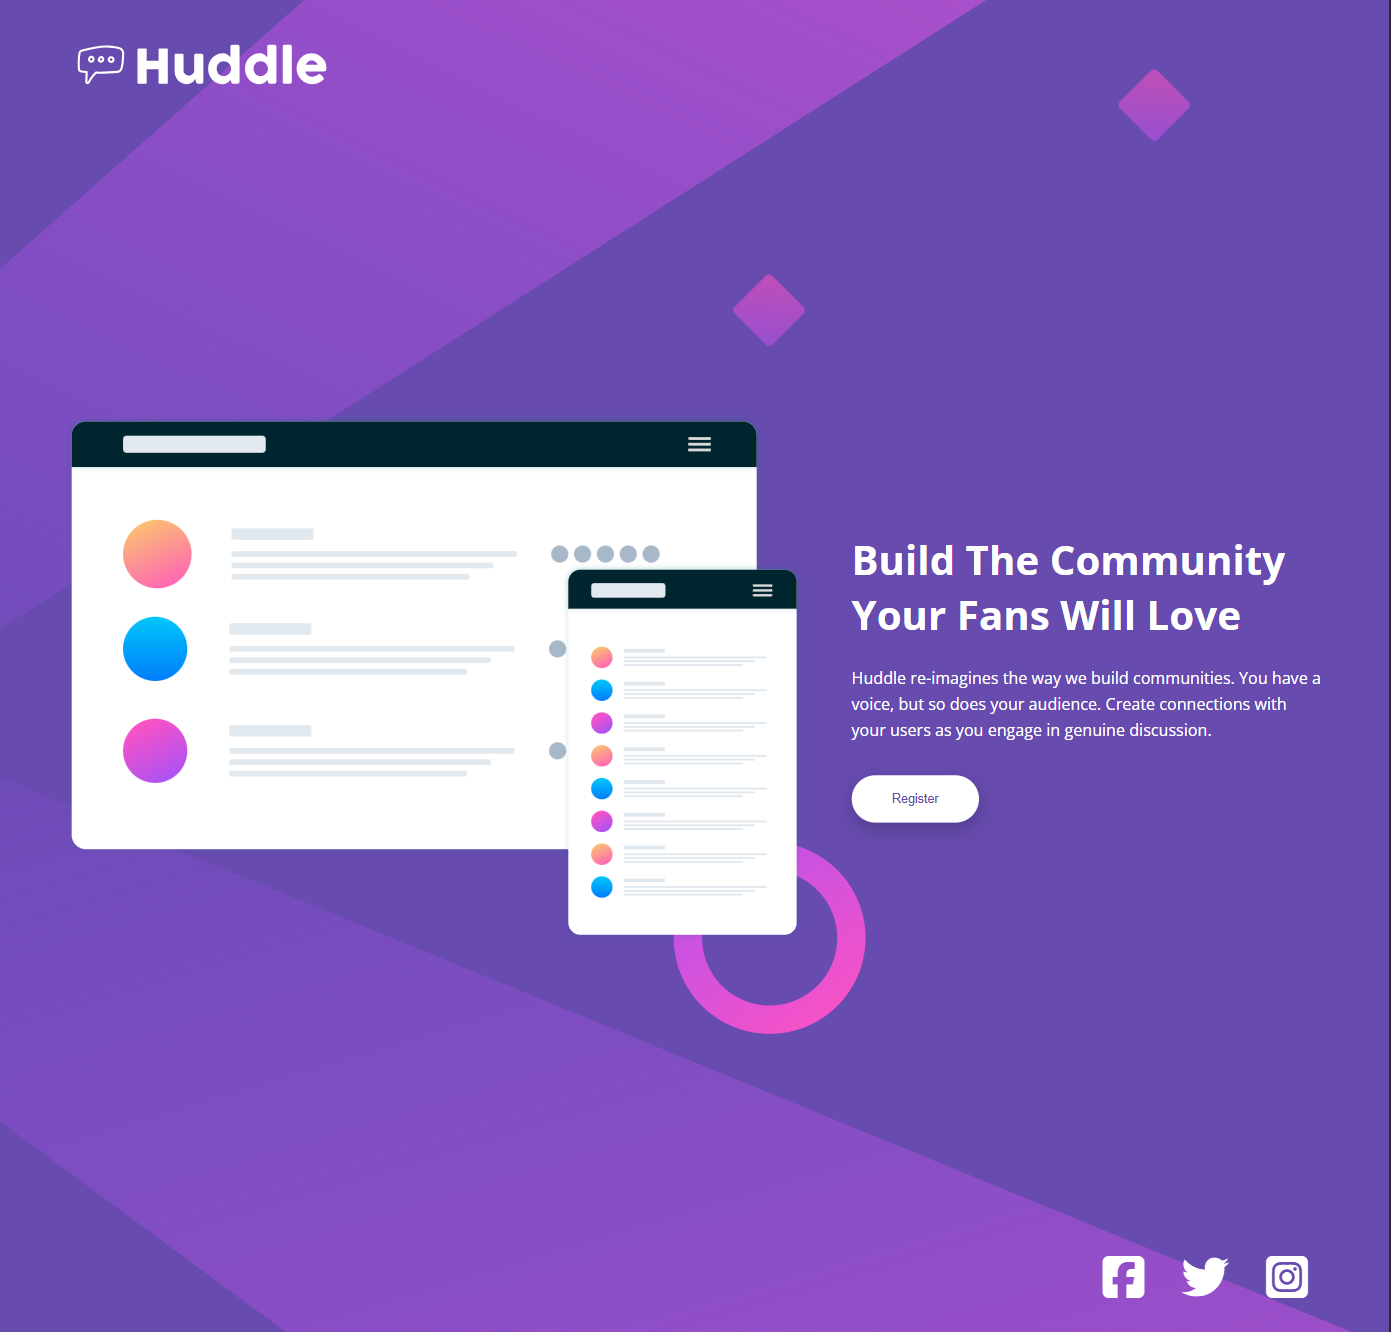 Huddle
Build The Community
Your Fans Will Love
Huddle re-imagines the way we build communities. You have a
voice, but so does your audience. Create connections with
your users as you engage in genuine discussion.
Register